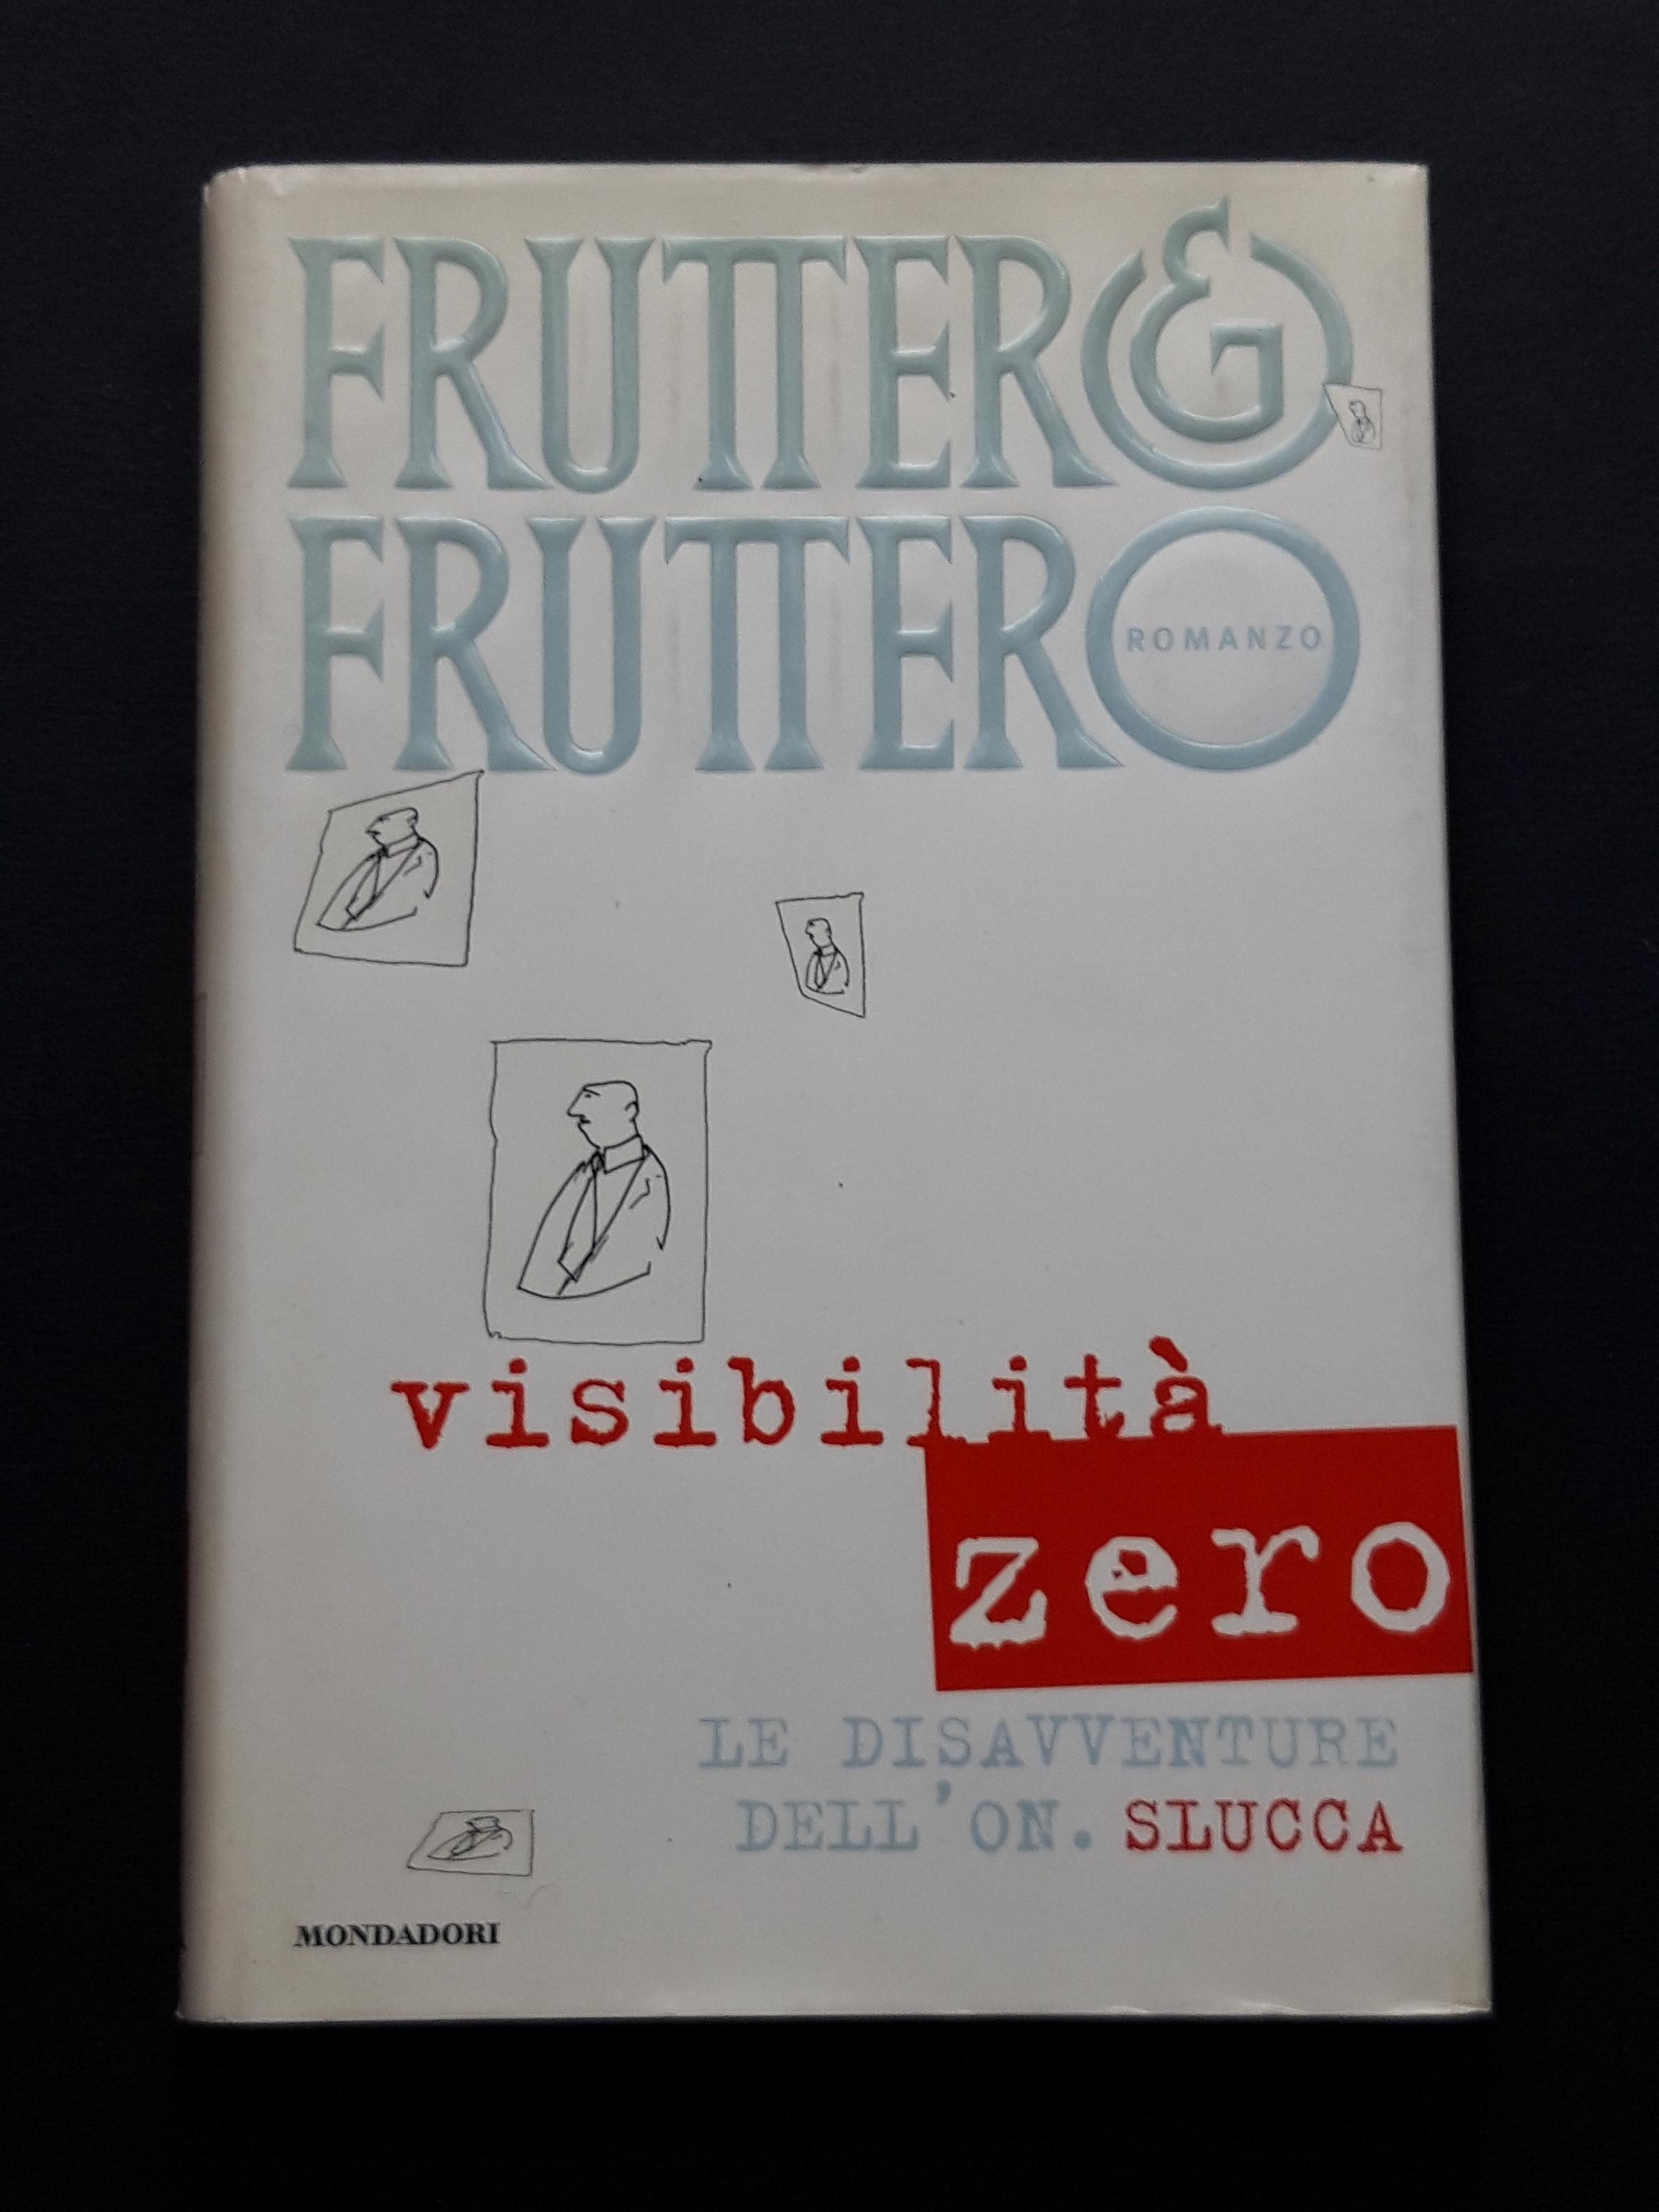 FRUTTERO &
FRUTTERO
ROMANZO
visibilità
zero
LE DISAVVENTURE
DELL'ON. SLUCCA
MONDADORI